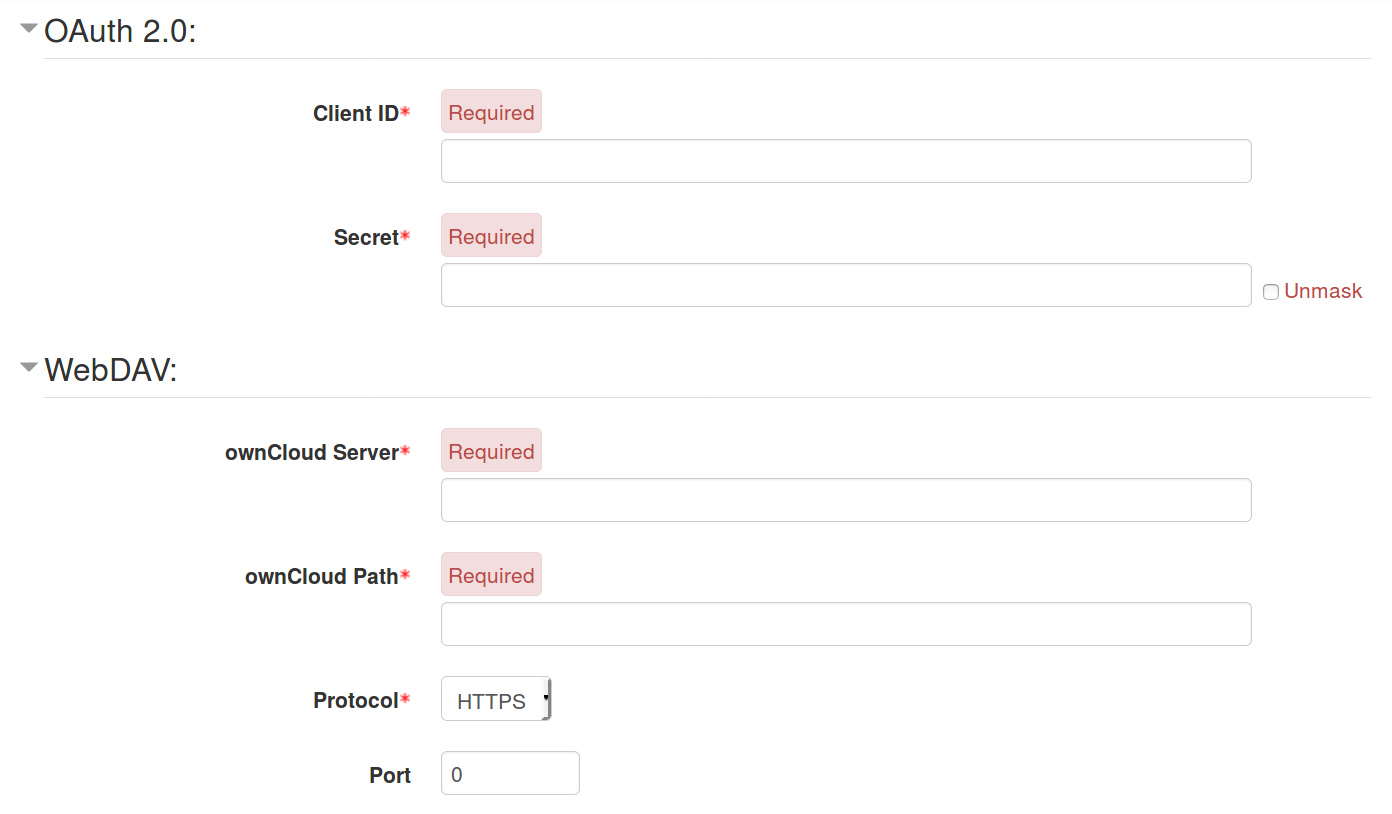 OAuth 2.0:
Client ID* Required
Secret* Required
Unmask
WebDAV:
ownCloud Server* Required
ownCloud Path* Required
Protocol* HTTPS
Port 0